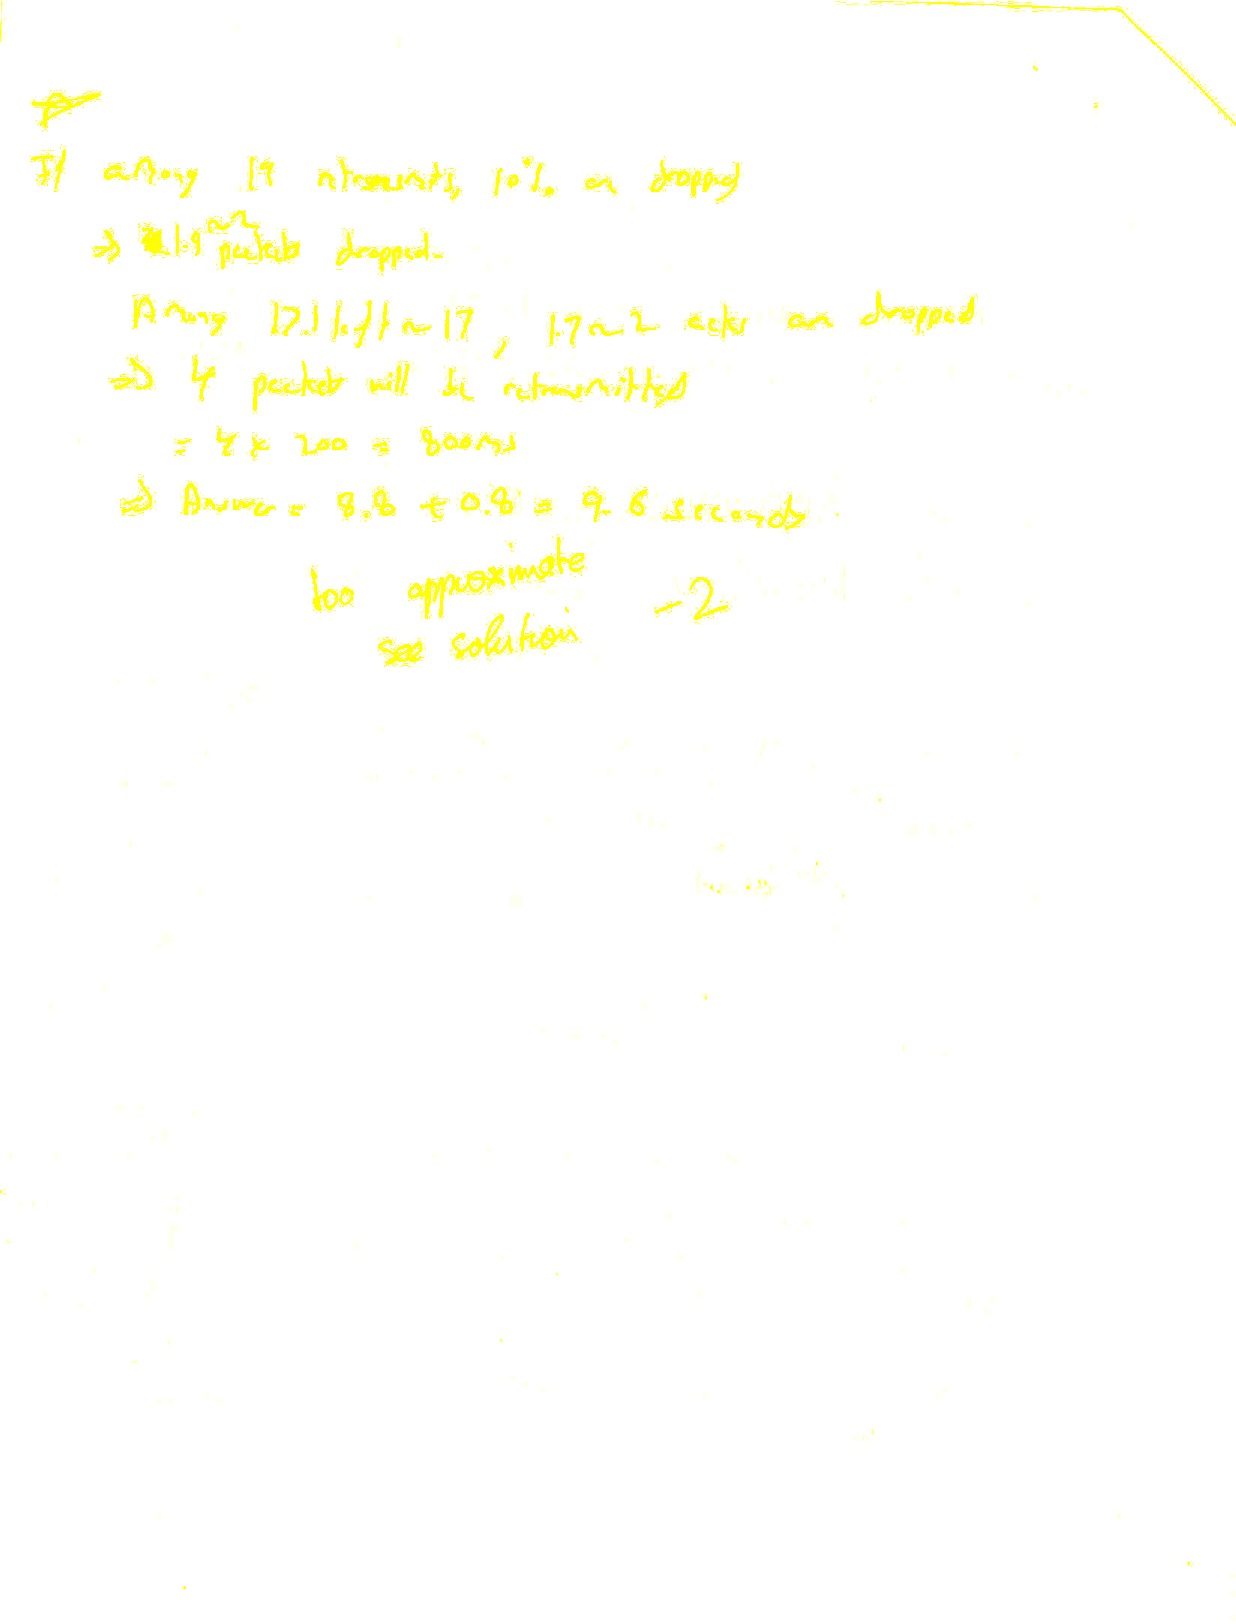 If among 19 retransmits, 10% are dropped
⇒ 1.9 ~2 packets dropped.
Among 17.1 left ~ 17, 1.7 ~ 2 acks are dropped
⇒ 4 packets will be retransmitted
= 4 × 200 = 800ms
⇒ Answer = 8.8 + 0.8 = 9.6 seconds
too approximate -2
see solution